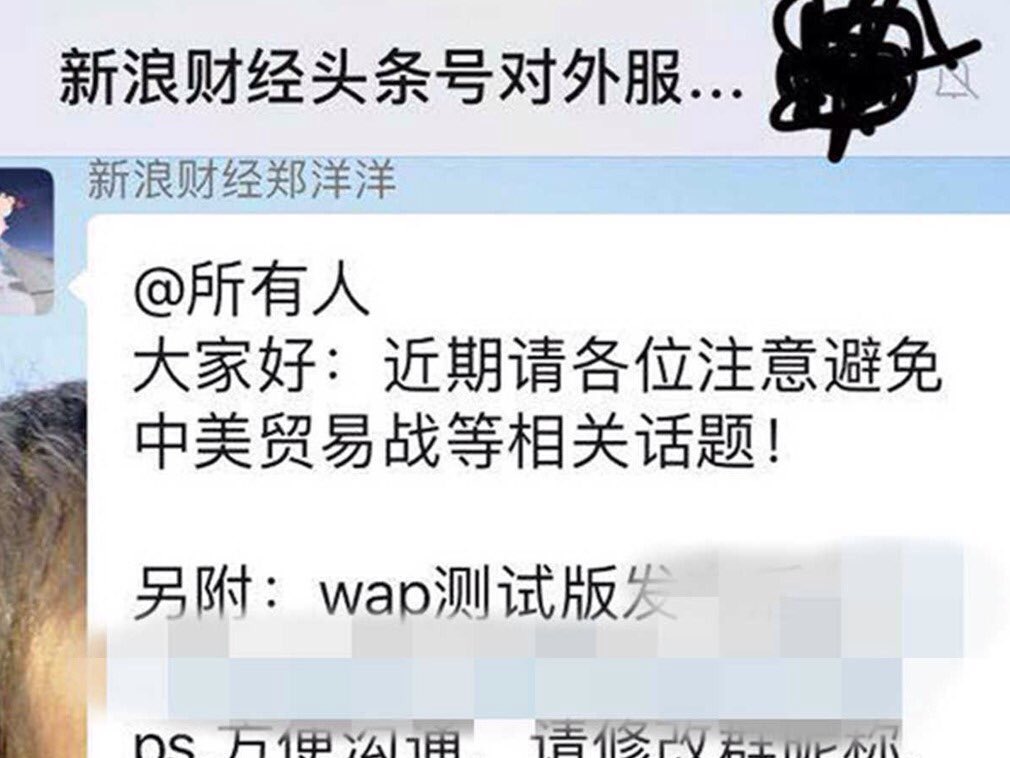 新浪财经头条号对外服...
新浪财经郑洋洋
@所有人
大家好：近期请各位注意避免
中美贸易战等相关话题！
另附：wap测试版发
ps 方便沟通，请修改群昵称